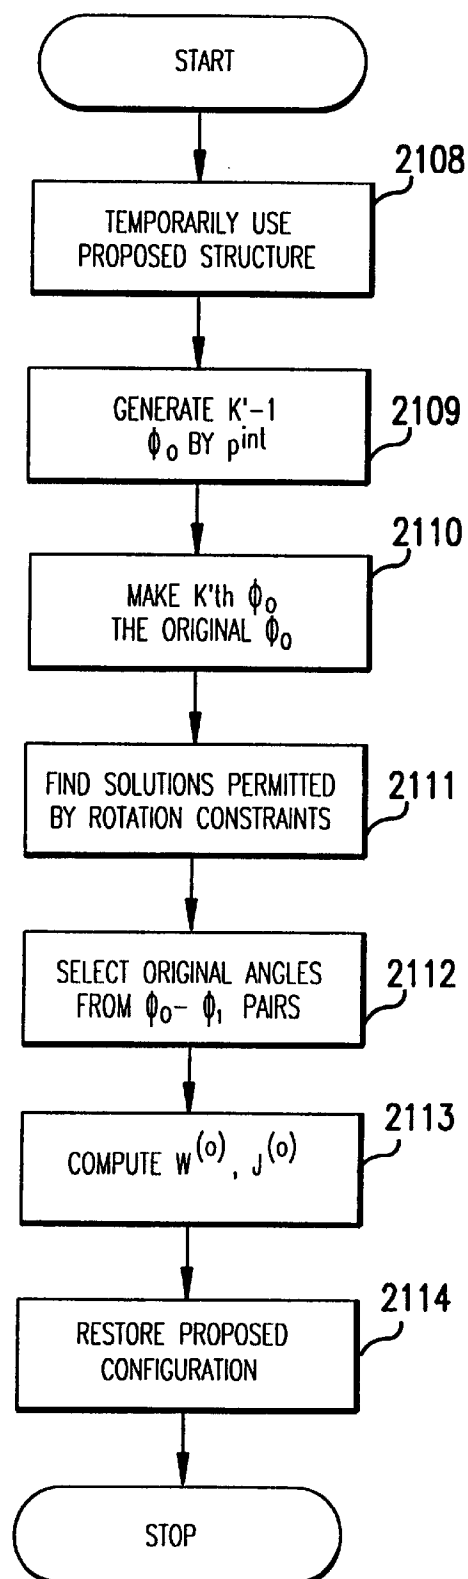 START
2108
TEMPORARILY USE
PROPOSED STRUCTURE
GENERATE K'-1
ϕ₀ BY pⁱⁿᵗ
2109
2110
MAKE K'th ϕ₀
THE ORIGINAL ϕ₀
FIND SOLUTIONS PERMITTED
BY ROTATION CONSTRAINTS
2111
SELECT ORIGINAL ANGLES
FROM ϕ₀- ϕ₁ PAIRS
2112
2113
COMPUTE W⁽⁰⁾, J⁽⁰⁾
2114
RESTORE PROPOSED
CONFIGURATION
STOP